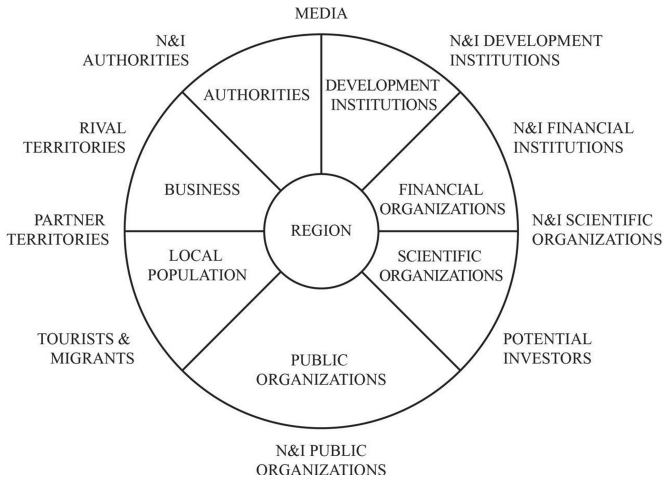 MEDIA
N&I
AUTHORITIES
N&I DEVELOPMENT
INSTITUTIONS
AUTHORITIES
DEVELOPMENT
INSTITUTIONS
RIVAL
TERRITORIES
N&I FINANCIAL
INSTITUTIONS
BUSINESS
FINANCIAL
ORGANIZATIONS
PARTNER
TERRITORIES
REGION
N&I SCIENTIFIC
ORGANIZATIONS
LOCAL
POPULATION
SCIENTIFIC
ORGANIZATIONS
TOURISTS &
MIGRANTS
PUBLIC
ORGANIZATIONS
POTENTIAL
INVESTORS
N&I PUBLIC
ORGANIZATIONS